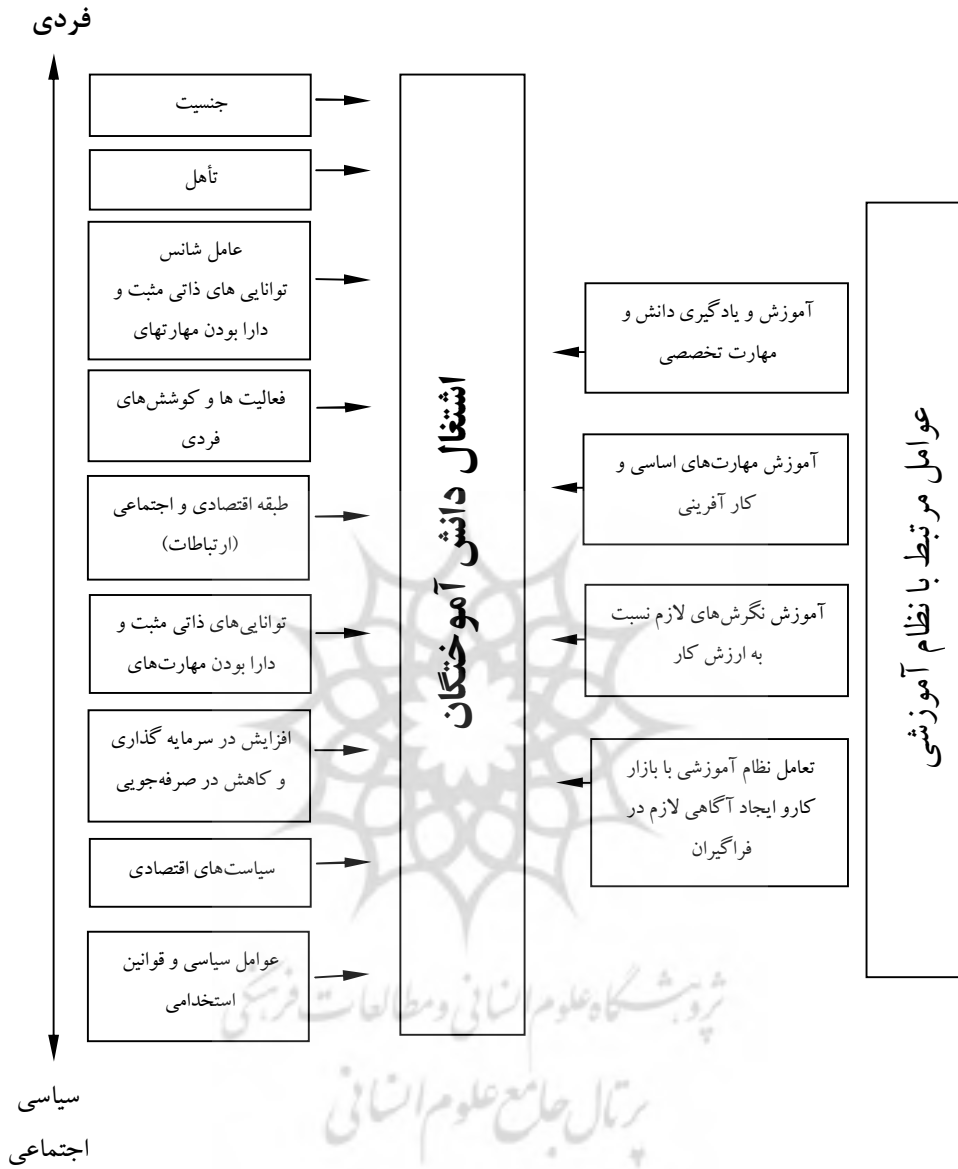 فردی
جنسیت
تأهل
عامل شانس
توانایی های ذاتی مثبت و
دارا بودن مهارتهای
فعالیت ها و کوشش‌های
فردی
طبقه اقتصادی و اجتماعی
(ارتباطات)
توانایی‌های ذاتی مثبت و
دارا بودن مهارت‌های
افزایش در سرمایه گذاری
و کاهش در صرفه‌جویی
سیاست‌های اقتصادی
عوامل سیاسی و قوانین
استخدامی
سیاسی
اجتماعی
اشتغال دانش آموختگان
آموزش و یادگیری دانش و
مهارت تخصصی
آموزش مهارت‌های اساسی و
کار آفرینی
آموزش نگرش‌های لازم نسبت
به ارزش کار
تعامل نظام آموزشی با بازار
کارو ایجاد آگاهی لازم در
فراگیران
عوامل مرتبط با نظام آموزشی
پژوهشگاه علوم انسانی و مطالعات فرهنگی
پرتال جامع علوم انسانی